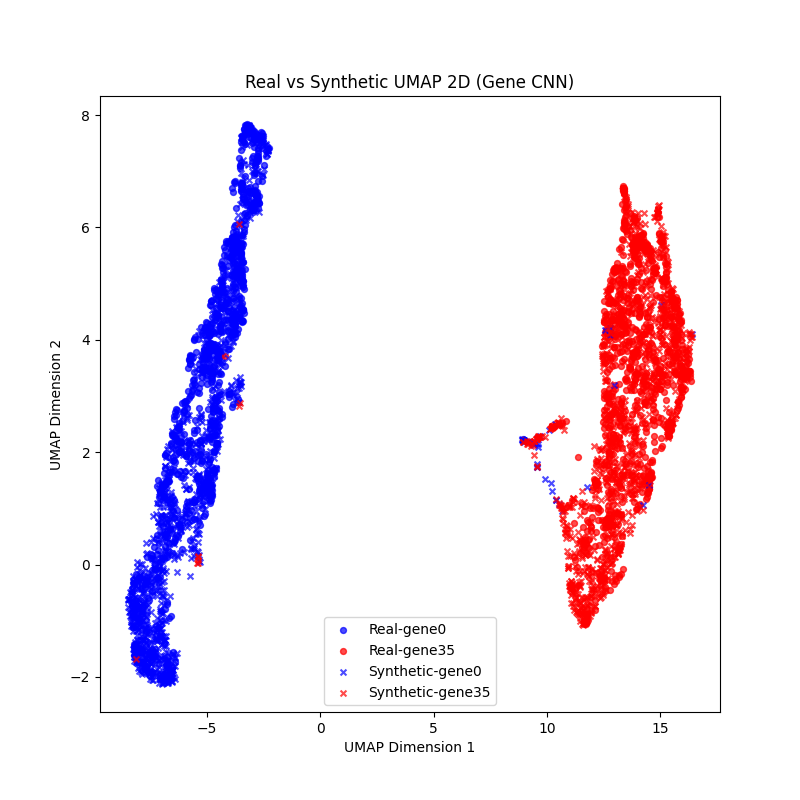 Real vs Synthetic UMAP 2D (Gene CNN)
8
6
4
2
0
−2
UMAP Dimension 2
−5
0
5
10
15
UMAP Dimension 1
Real-gene0
Real-gene35
Synthetic-gene0
Synthetic-gene35